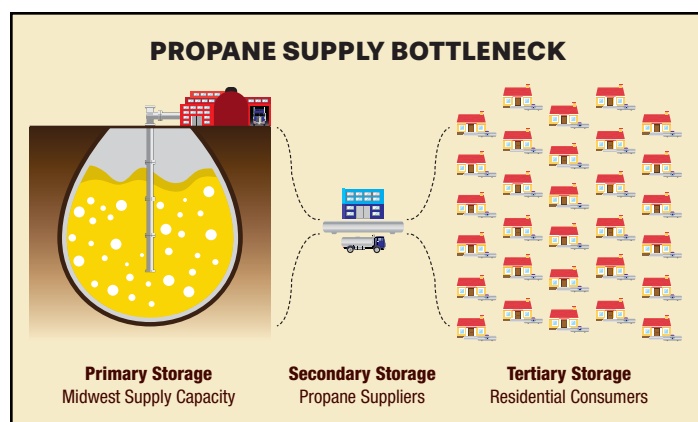 PROPANE SUPPLY BOTTLENECK
Primary Storage
Midwest Supply Capacity
Secondary Storage
Propane Suppliers
Tertiary Storage
Residential Consumers